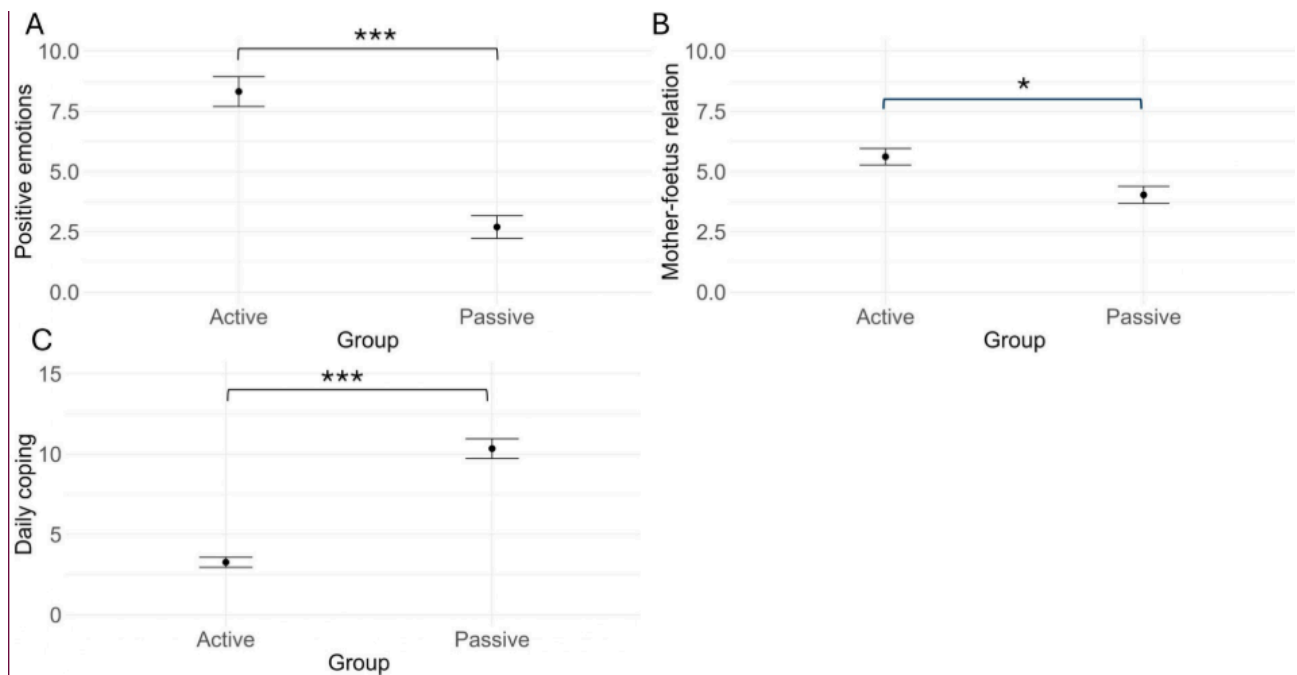 A
Positive emotions
10.0
7.5
5.0
2.5
0.0
***
Active
Passive
Group
B
Mother-foetus relation
10.0
7.5
5.0
2.5
0.0
*
Active
Passive
Group
C
Daily coping
15
10
5
0
***
Active
Passive
Group